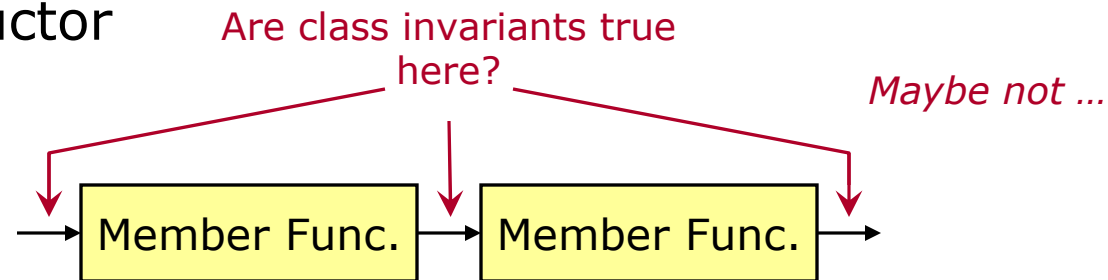 uctor
Are class invariants true
here?
Maybe not …
Member Func.
Member Func.